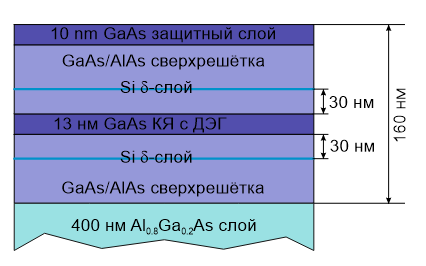 10 nm GaAs защитный слой
GaAs/AlAs сверхрешётка
Si δ-слой
30 нм
13 нм GaAs КЯ с ДЭГ
160 нм
30 нм
Si δ-слой
GaAs/AlAs сверхрешётка
400 нм Al0.8Ga0.2As слой